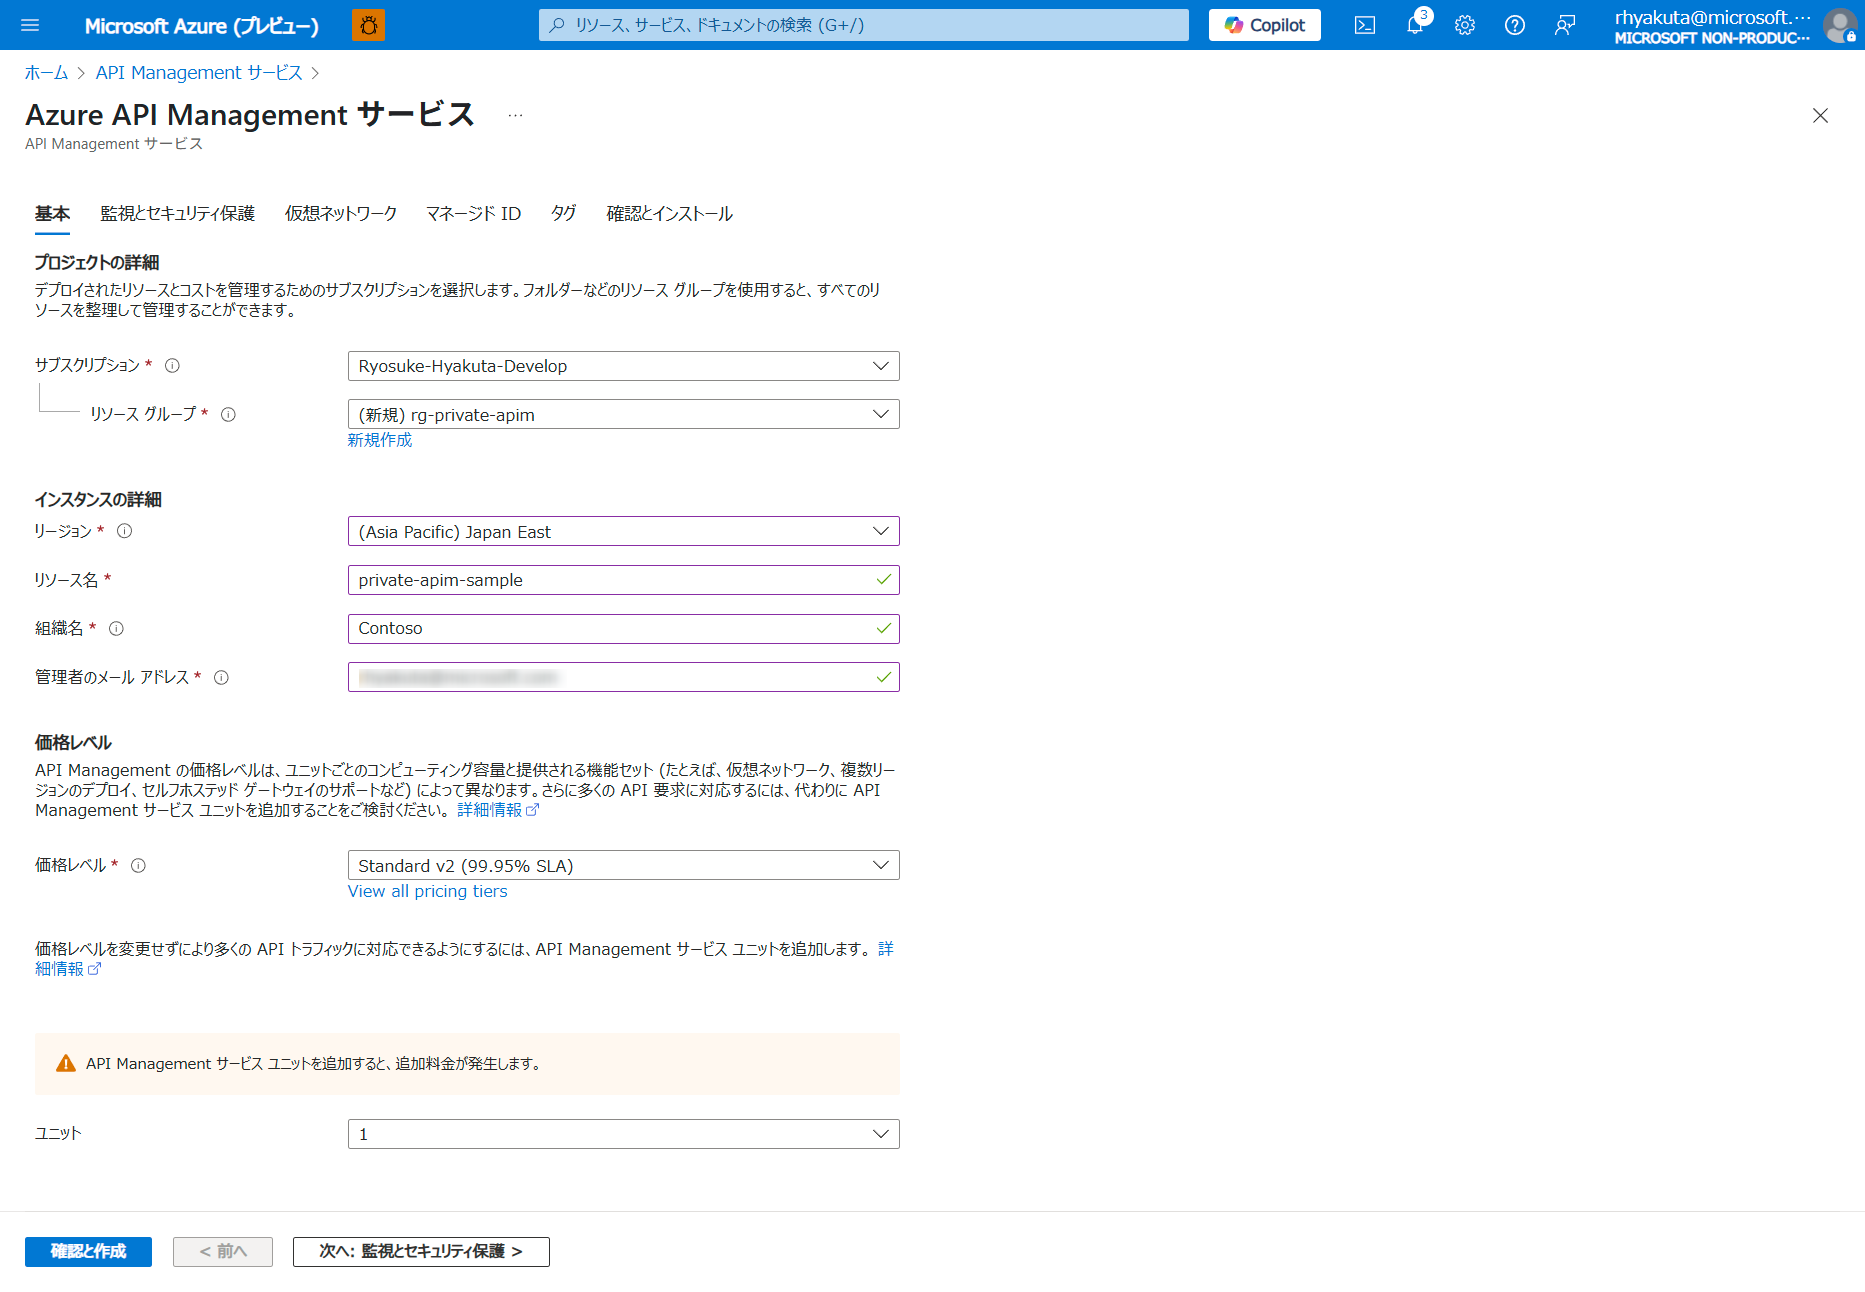 Microsoft Azure (プレビュー)
リソース、サービス、ドキュメントの検索 (G+/)
Copilot
3
rhyakuta@microsoft.…
MICROSOFT NON-PRODUC…
ホーム > API Management サービス >
Azure API Management サービス …
API Management サービス
基本 監視とセキュリティ保護 仮想ネットワーク マネージド ID タグ 確認とインストール
プロジェクトの詳細
デプロイされたリソースとコストを管理するためのサブスクリプションを選択します。フォルダーなどのリソース グループを使用すると、すべてのリ
ソースを整理して管理することができます。
サブスクリプション *
Ryosuke-Hyakuta-Develop
リソース グループ *
(新規) rg-private-apim
新規作成
インスタンスの詳細
リージョン *
(Asia Pacific) Japan East
リソース名 *
private-apim-sample
組織名 *
Contoso
管理者のメール アドレス *
価格レベル
API Management の価格レベルは、ユニットごとのコンピューティング容量と提供される機能セット (たとえば、仮想ネットワーク、複数リー
ジョンのデプロイ、セルフホステッド ゲートウェイのサポートなど) によって異なります。さらに多くの API 要求に対応するには、代わりに API
Management サービス ユニットを追加することをご検討ください。 詳細情報
価格レベル *
Standard v2 (99.95% SLA)
View all pricing tiers
価格レベルを変更せずにより多くの API トラフィックに対応できるようにするには、API Management サービス ユニットを追加します。 詳
細情報
API Management サービス ユニットを追加すると、追加料金が発生します。
ユニット
1
確認と作成
< 前へ
次へ: 監視とセキュリティ保護 >